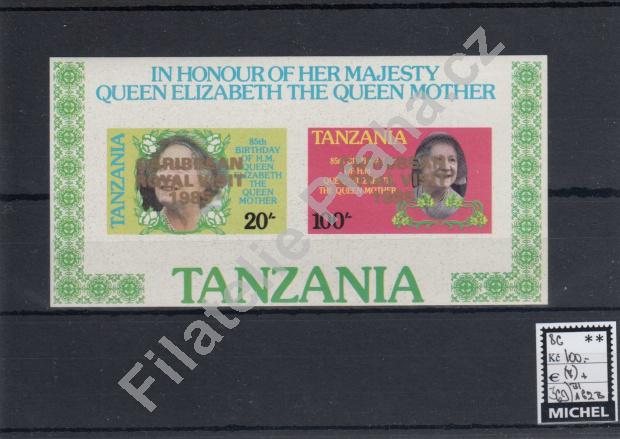 IN HONOUR OF HER MAJESTY
QUEEN ELIZABETH THE QUEEN MOTHER
TANZANIA
85th
BIRTHDAY
OF H.M.
QUEEN
ELIZABETH
THE QUEEN
MOTHER
20/-
CARIBBEAN
ROYAL VISIT
1985
TANZANIA
85th
OF H.M.
THE QUEEN MOTHER
100/-
TANZANIA
Filatelie Praha.cz
**
Kč 100.-
MICHEL